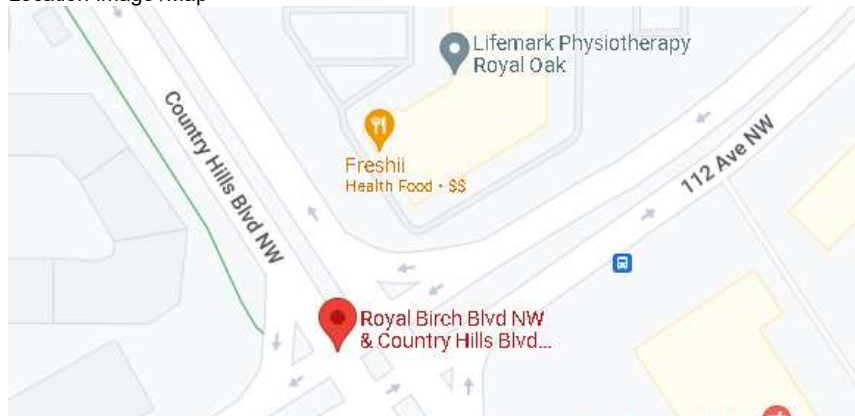 Location image/map
Lifemark Physiotherapy
Royal Oak
Country Hills Blvd NW
Freshii
Health Food · $$
112 Ave NW
Royal Birch Blvd NW
& Country Hills Blvd...